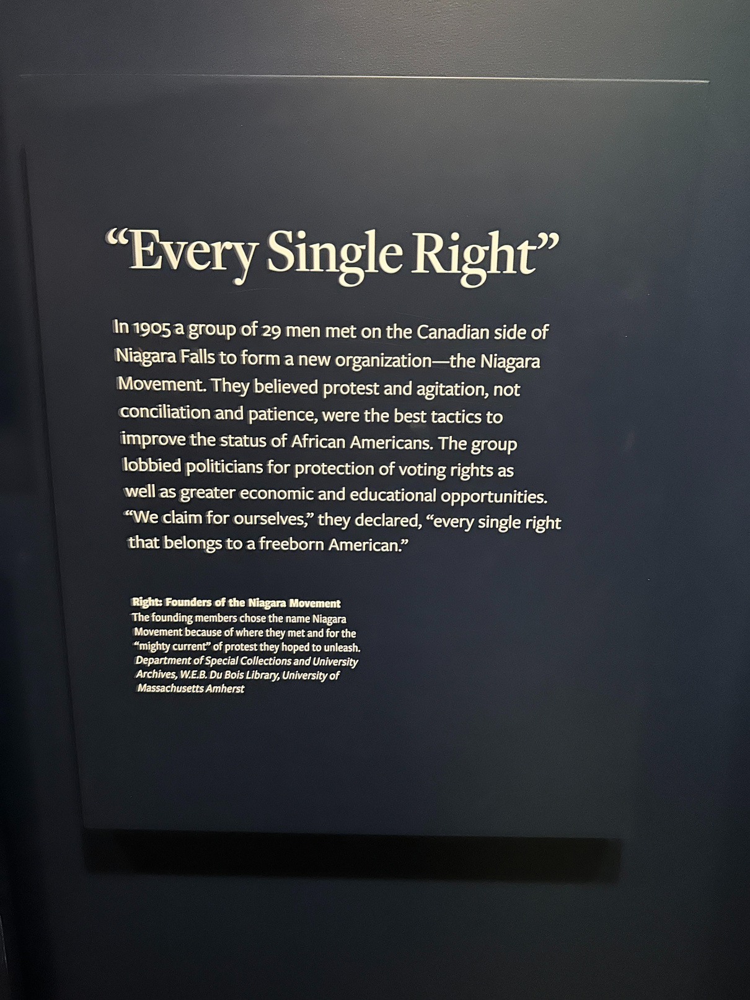 “Every Single Right”
In 1905 a group of 29 men met on the Canadian side of
Niagara Falls to form a new organization—the Niagara
Movement. They believed protest and agitation, not
conciliation and patience, were the best tactics to
improve the status of African Americans. The group
lobbied politicians for protection of voting rights as
well as greater economic and educational opportunities.
“We claim for ourselves,” they declared, “every single right
that belongs to a freeborn American.”
Right: Founders of the Niagara Movement
The founding members chose the name Niagara
Movement because of where they met and for the
“mighty current” of protest they hoped to unleash.
Department of Special Collections and University
Archives, W.E.B. Du Bois Library, University of
Massachusetts Amherst